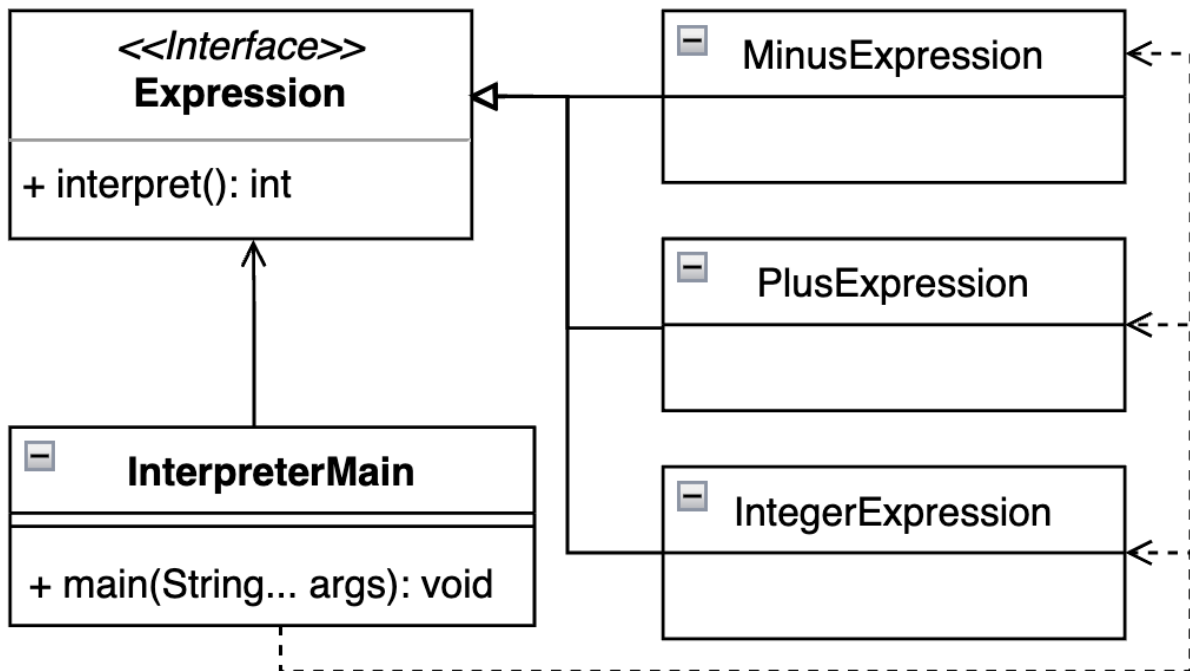 <<Interface>>
Expression
+ interpret(): int
InterpreterMain
+ main(String... args): void
MinusExpression
PlusExpression
IntegerExpression